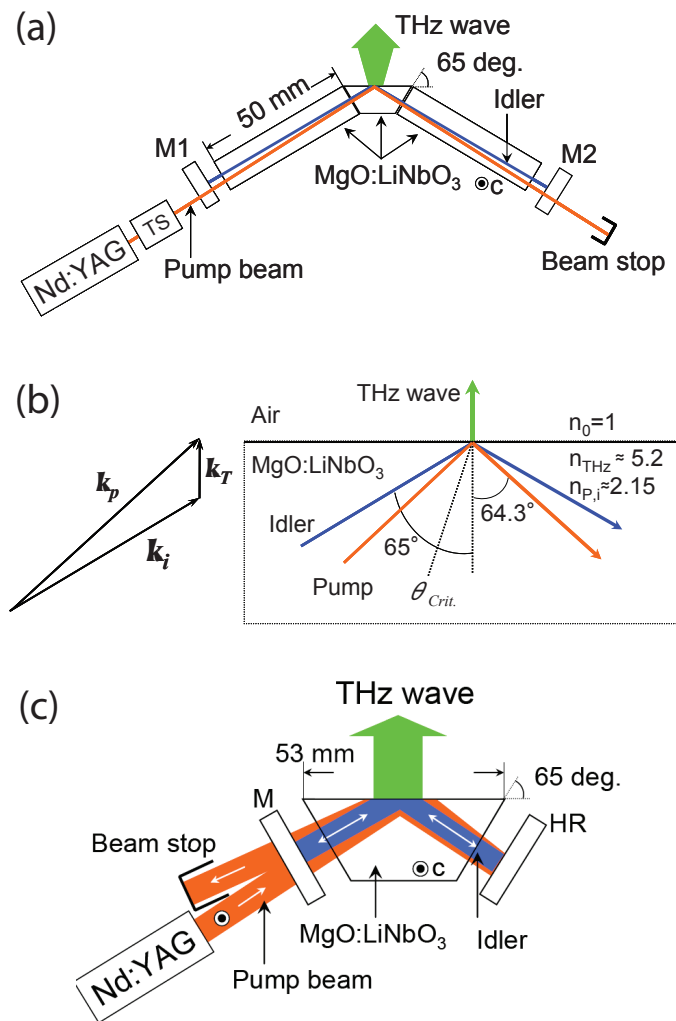 (a)
THz wave
65 deg.
50 mm
Idler
M1
M2
MgO:LiNbO3
c
TS
Nd:YAG
Pump beam
Beam stop
(b)
THz wave
Air
n0=1
MgO:LiNbO3
nTHz ≈ 5.2
nP,i≈2.15
kp
kT
ki
Idler
65°
64.3°
Pump
θCrit.
(c)
THz wave
53 mm
65 deg.
M
HR
Beam stop
c
Nd:YAG
MgO:LiNbO3
Idler
Pump beam